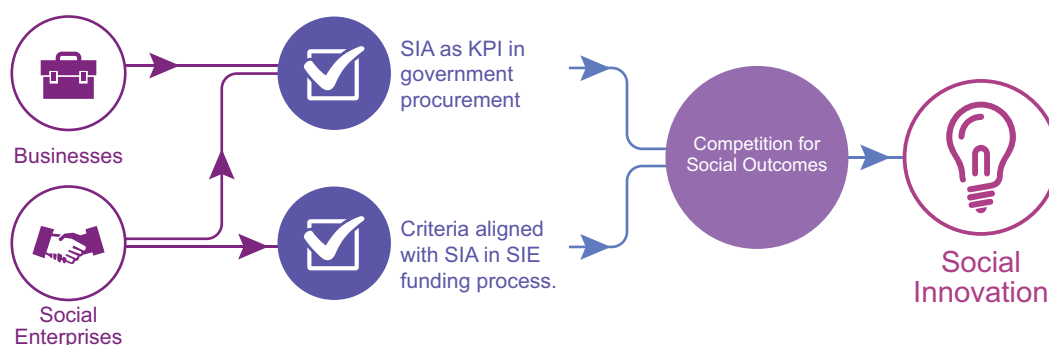 Businesses
Social
Enterprises
SIA as KPI in
government
procurement
Criteria aligned
with SIA in SIE
funding process.
Competition for
Social Outcomes
Social
Innovation